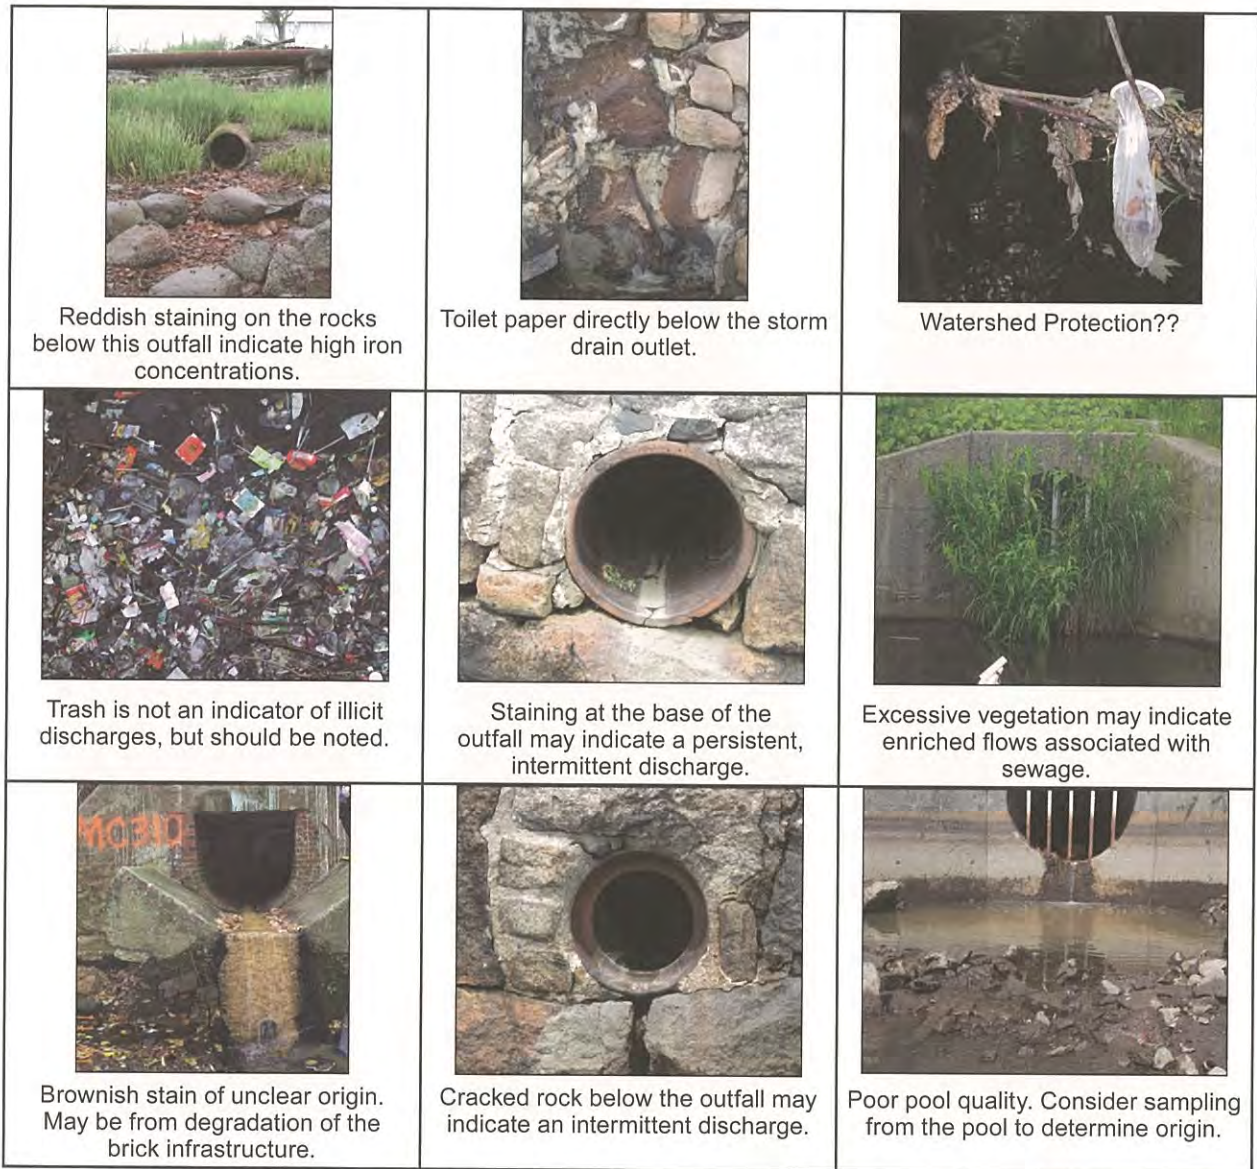 Reddish staining on the rocks
below this outfall indicate high iron
concentrations.
Toilet paper directly below the storm
drain outlet.
Watershed Protection??
Trash is not an indicator of illicit
discharges, but should be noted.
Staining at the base of the
outfall may indicate a persistent,
intermittent discharge.
Excessive vegetation may indicate
enriched flows associated with
sewage.
M0310
Brownish stain of unclear origin.
May be from degradation of the
brick infrastructure.
Cracked rock below the outfall may
indicate an intermittent discharge.
Poor pool quality. Consider sampling
from the pool to determine origin.